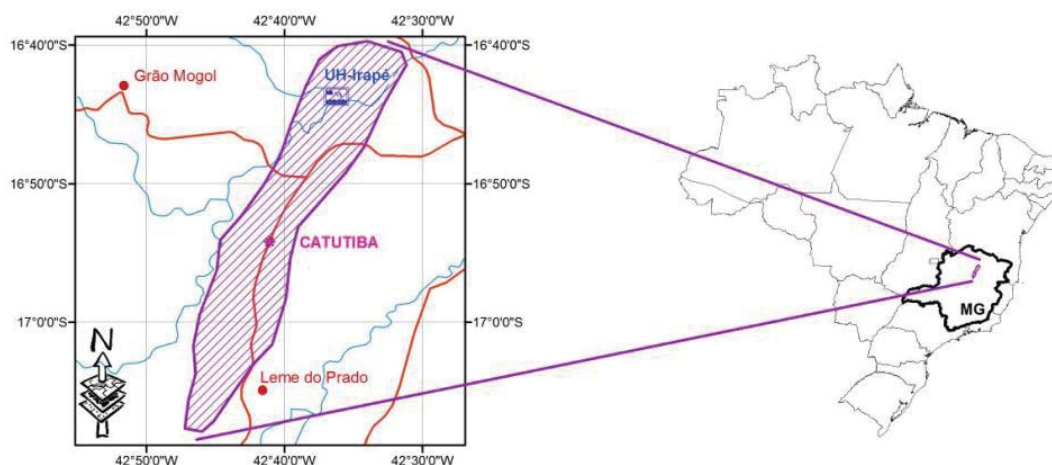 42°50'0"W 42°40'0"W 42°30'0"W
16°40'0"S 16°40'0"S
UH-Irapé
Grão Mogol
16°50'0"S 16°50'0"S
CATUTIBA
17°0'0"S 17°0'0"S
MG
N
Leme do Prado
42°50'0"W 42°40'0"W 42°30'0"W